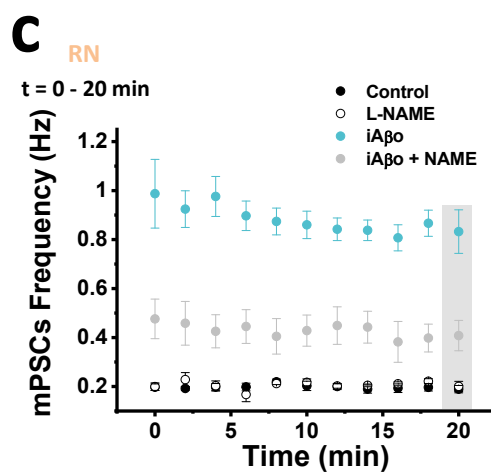 C
RN
t = 0 - 20 min
Control
L-NAME
iAβo
iAβo + NAME
mPSCs Frequency (Hz)
1.2
1
0.8
0.6
0.4
0.2
0
5
10
15
20
Time (min)